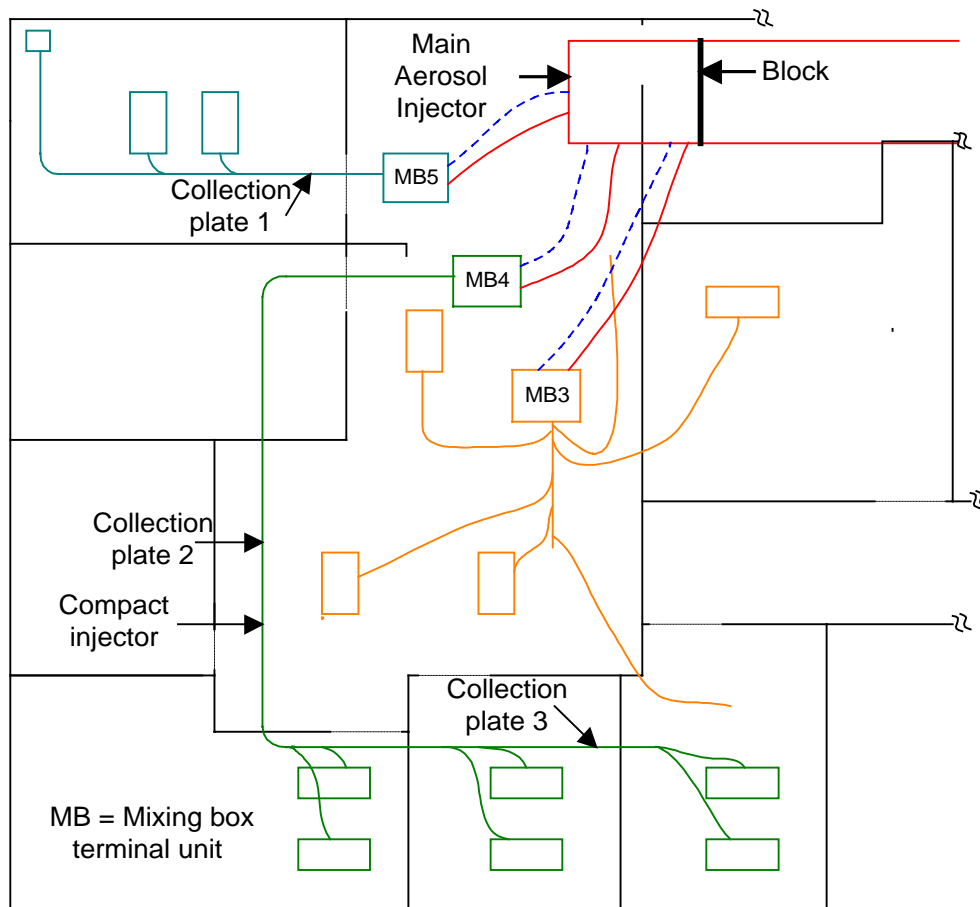 Main
Aerosol
Injector
Block
MB5
Collection
plate 1
MB4
MB3
Collection
plate 2
Compact
injector
Collection
plate 3
MB = Mixing box
terminal unit